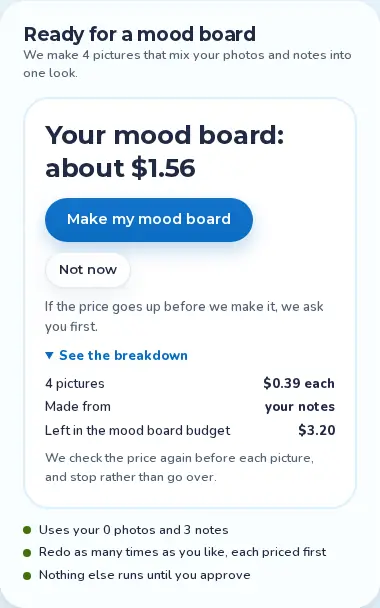 Ready for a mood board
We make 4 pictures that mix your photos and notes into
one look.
Your mood board:
about $1.56
Make my mood board
Not now
If the price goes up before we make it, we ask
you first.
See the breakdown
4 pictures $0.39 each
Made from your notes
Left in the mood board budget $3.20
We check the price again before each picture,
and stop rather than go over.
Uses your 0 photos and 3 notes
Redo as many times as you like, each priced first
Nothing else runs until you approve